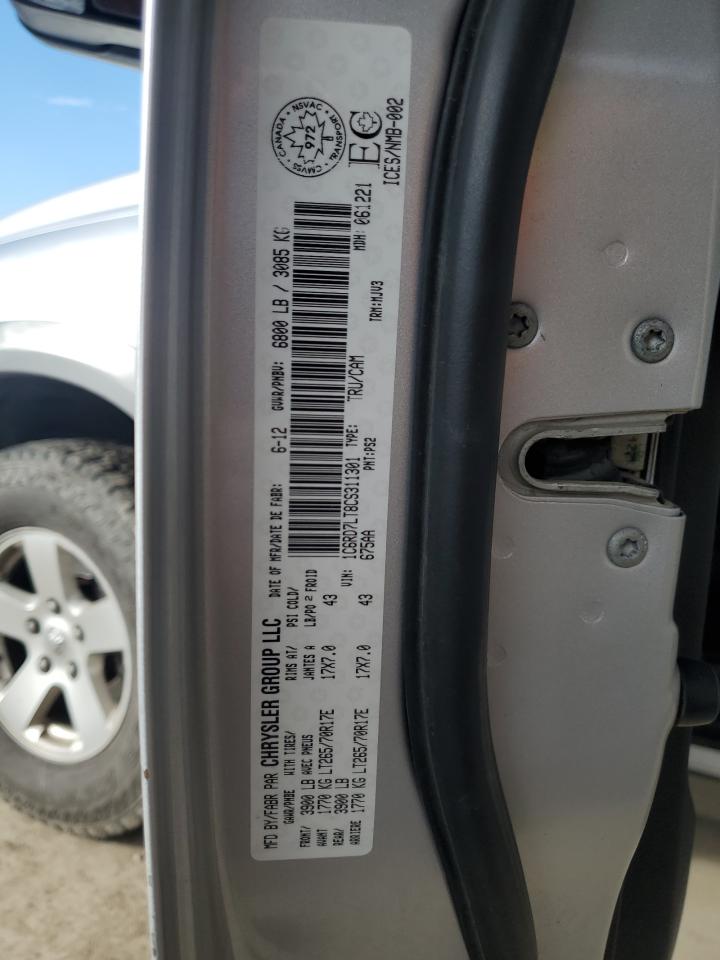 MFD BY/FABR PAR CHRYSLER GROUP LLC DATE OF MFR/DATE DE FABR: 6-12 GVWR/PNBV: 6800 LB / 3085 KG
GAWR/PNBE WITH TIRES/ RIMS AT/ PSI COLD/
FRONT/ 3900 LB AVEC PNEUS JANTES A LB/PO 2 FROID
AVANT 1770 KG LT265/70R17E 17X7.0 43
REAR/ 3900 LB
ARRIERE 1770 KG LT265/70R17E 17X7.0 43
VIN: 1C6RD7LT8CS311301 TYPE: TRU/CAM MDH: 061221
675AA PNT:PS2 TRM:MJV3
CANADA · NSVAC · TRANSPORT · CMVSS
972
EC
ICES/NMB-002